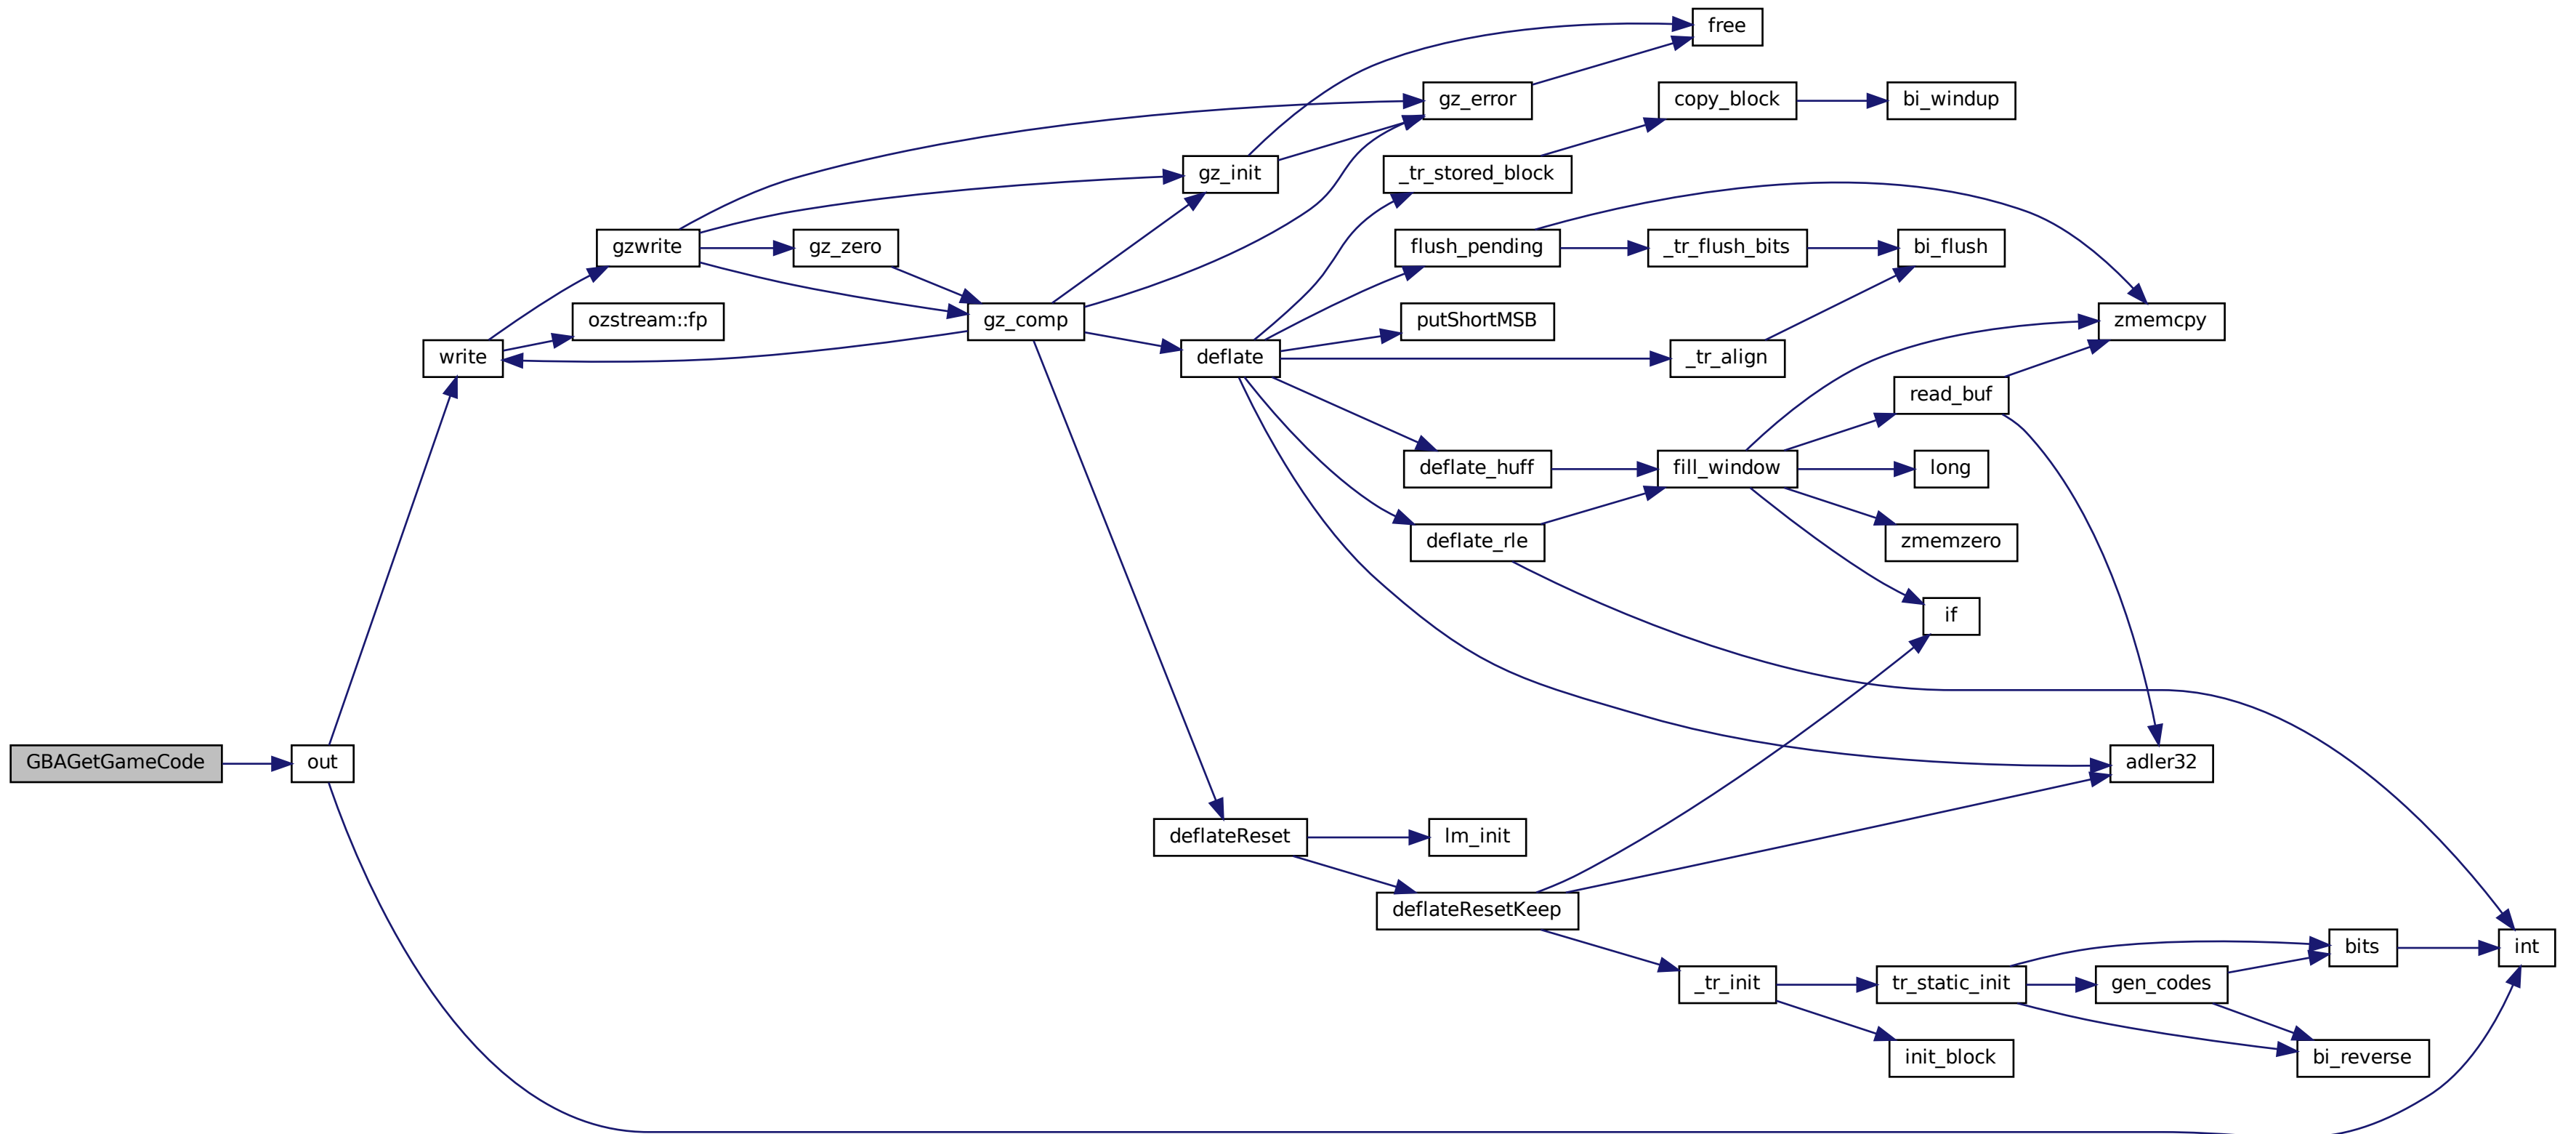 free
gz_error
copy_block
bi_windup
gz_init
_tr_stored_block
gzwrite
gz_zero
flush_pending
_tr_flush_bits
bi_flush
ozstream::fp
gz_comp
putShortMSB
zmemcpy
write
deflate
_tr_align
read_buf
deflate_huff
fill_window
long
deflate_rle
zmemzero
if
GBAGetGameCode
out
adler32
deflateReset
lm_init
deflateResetKeep
bits
int
_tr_init
tr_static_init
gen_codes
init_block
bi_reverse